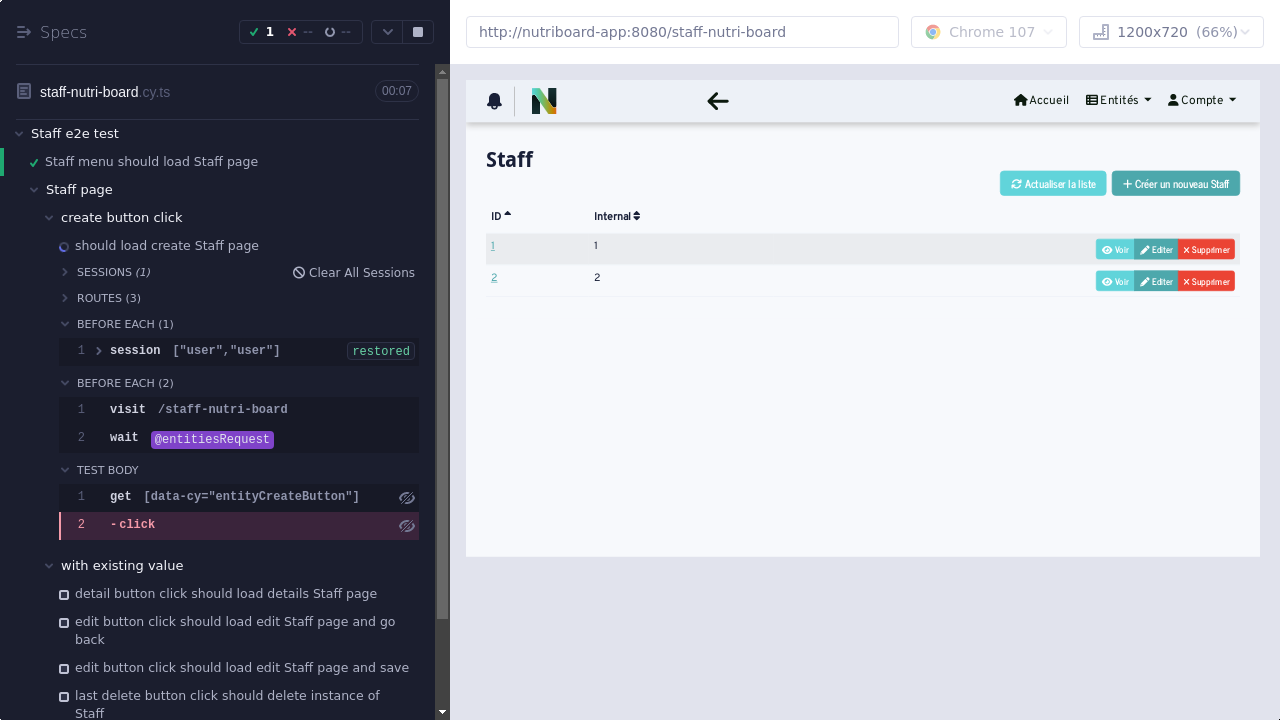 Specs
1
--
--
http://nutriboard-app:8080/staff-nutri-board
Chrome 107
1200x720 (66%)
staff-nutri-board.cy.ts
00:07
Staff e2e test
Staff menu should load Staff page
Staff page
create button click
should load create Staff page
SESSIONS (1)
Clear All Sessions
ROUTES (3)
BEFORE EACH (1)
1 session ["user","user"] restored
BEFORE EACH (2)
1 visit /staff-nutri-board
2 wait @entitiesRequest
TEST BODY
1 get [data-cy="entityCreateButton"]
2 -click
with existing value
detail button click should load details Staff page
edit button click should load edit Staff page and go
back
edit button click should load edit Staff page and save
last delete button click should delete instance of
Staff
N
Accueil
Entités
Compte
Staff
Actualiser la liste
Créer un nouveau Staff
ID
Internal
1
1
Voir
Editer
Supprimer
2
2
Voir
Editer
Supprimer